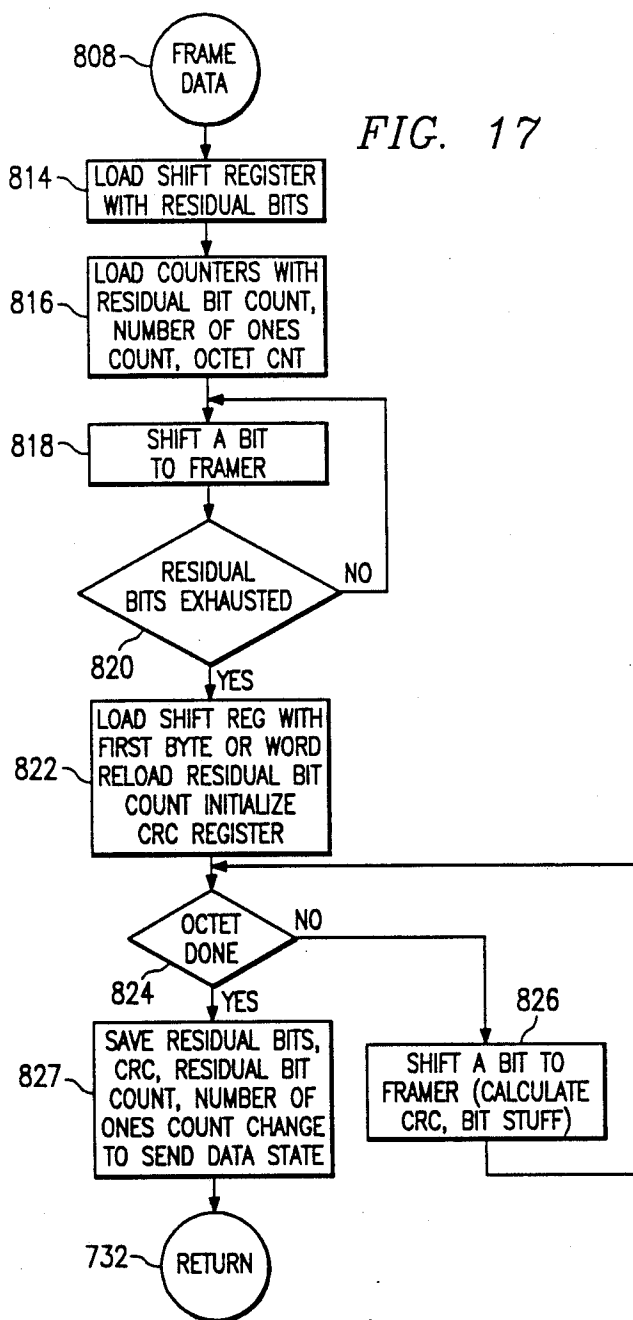 808
FRAME
DATA
FIG. 17
814
LOAD SHIFT REGISTER
WITH RESIDUAL BITS
816
LOAD COUNTERS WITH
RESIDUAL BIT COUNT,
NUMBER OF ONES
COUNT, OCTET CNT
818
SHIFT A BIT
TO FRAMER
RESIDUAL
BITS EXHAUSTED
NO
820
YES
822
LOAD SHIFT REG WITH
FIRST BYTE OR WORD
RELOAD RESIDUAL BIT
COUNT INITIALIZE
CRC REGISTER
OCTET
DONE
NO
824
YES
826
SHIFT A BIT TO
FRAMER (CALCULATE
CRC, BIT STUFF)
827
SAVE RESIDUAL BITS,
CRC, RESIDUAL BIT
COUNT, NUMBER OF
ONES COUNT CHANGE
TO SEND DATA STATE
732
RETURN